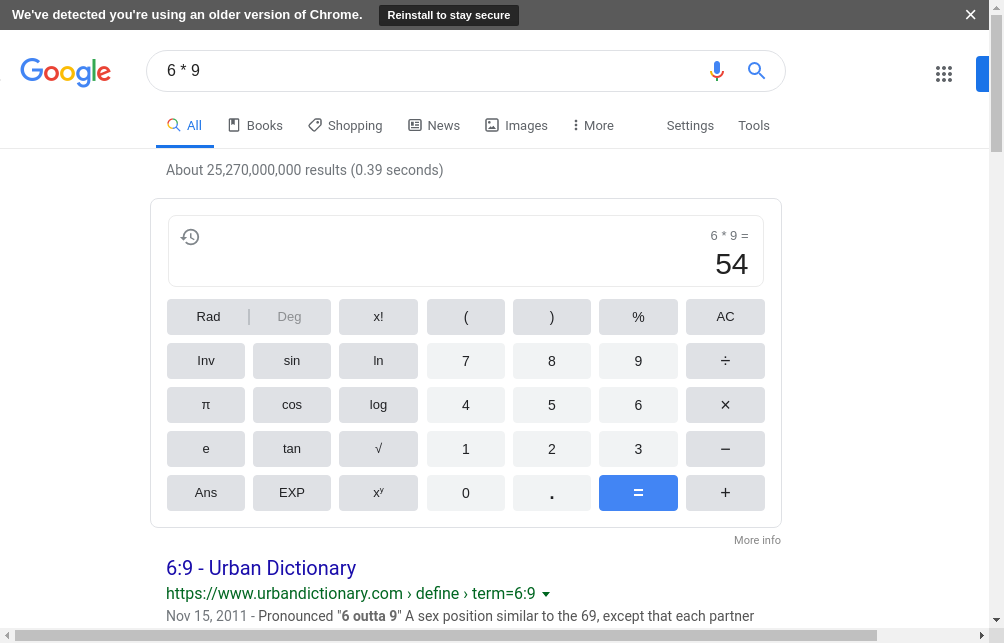 We've detected you're using an older version of Chrome. Reinstall to stay secure ×
Google 6 * 9
All Books Shopping News Images More Settings Tools
About 25,270,000,000 results (0.39 seconds)
6 * 9 =
54
Rad | Deg x! ( ) % AC
Inv sin ln 7 8 9 ÷
π cos log 4 5 6 ×
e tan √ 1 2 3 −
Ans EXP xʸ 0 . = +
More info
6:9 - Urban Dictionary
https://www.urbandictionary.com › define › term=6:9
Nov 15, 2011 - Pronounced "6 outta 9" A sex position similar to the 69, except that each partner